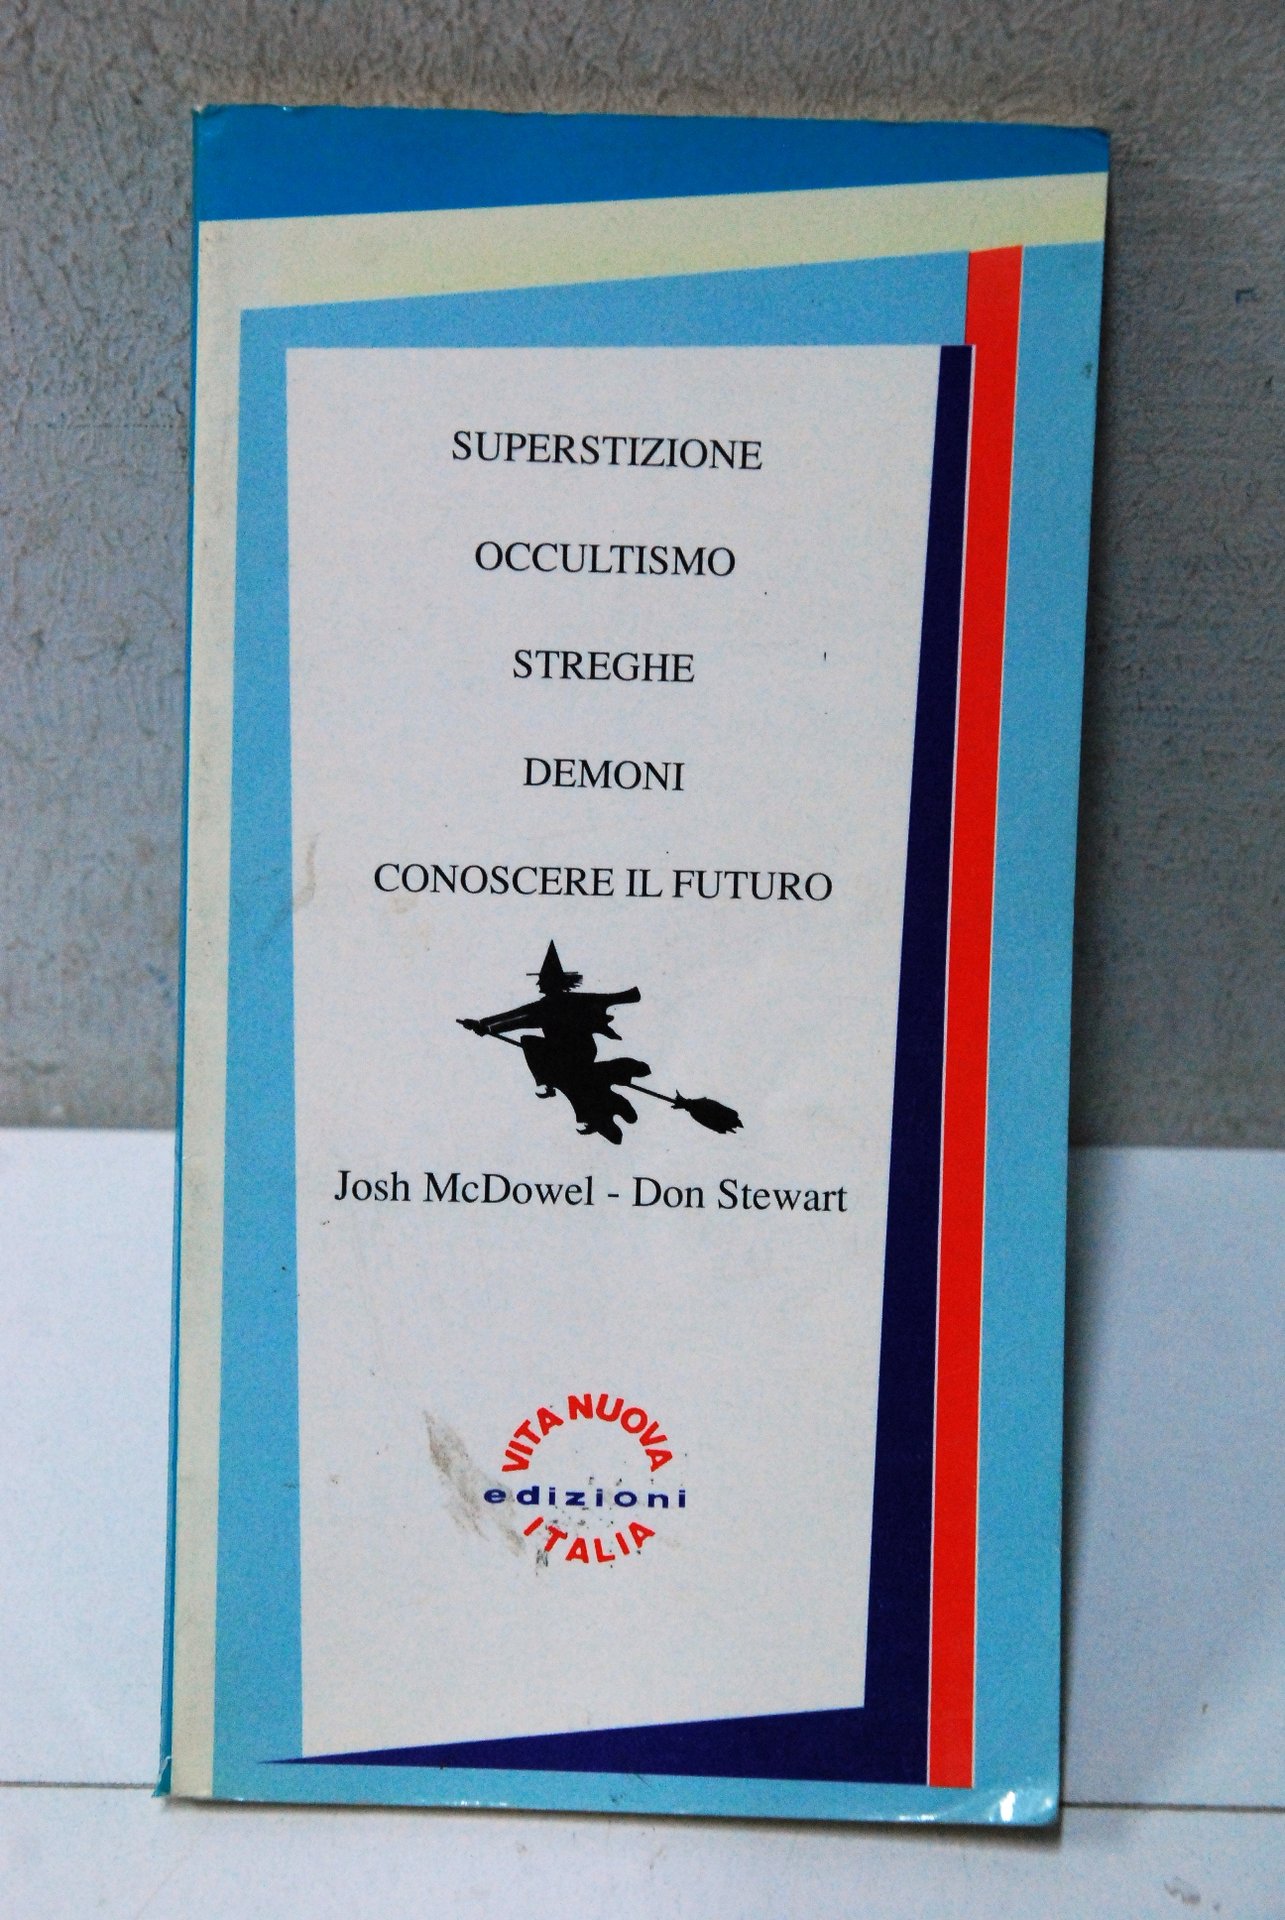 SUPERSTIZIONE
OCCULTISMO
STREGHE
DEMONI
CONOSCERE IL FUTURO
Josh McDowel - Don Stewart
VITA NUOVA
edizioni
ITALIA